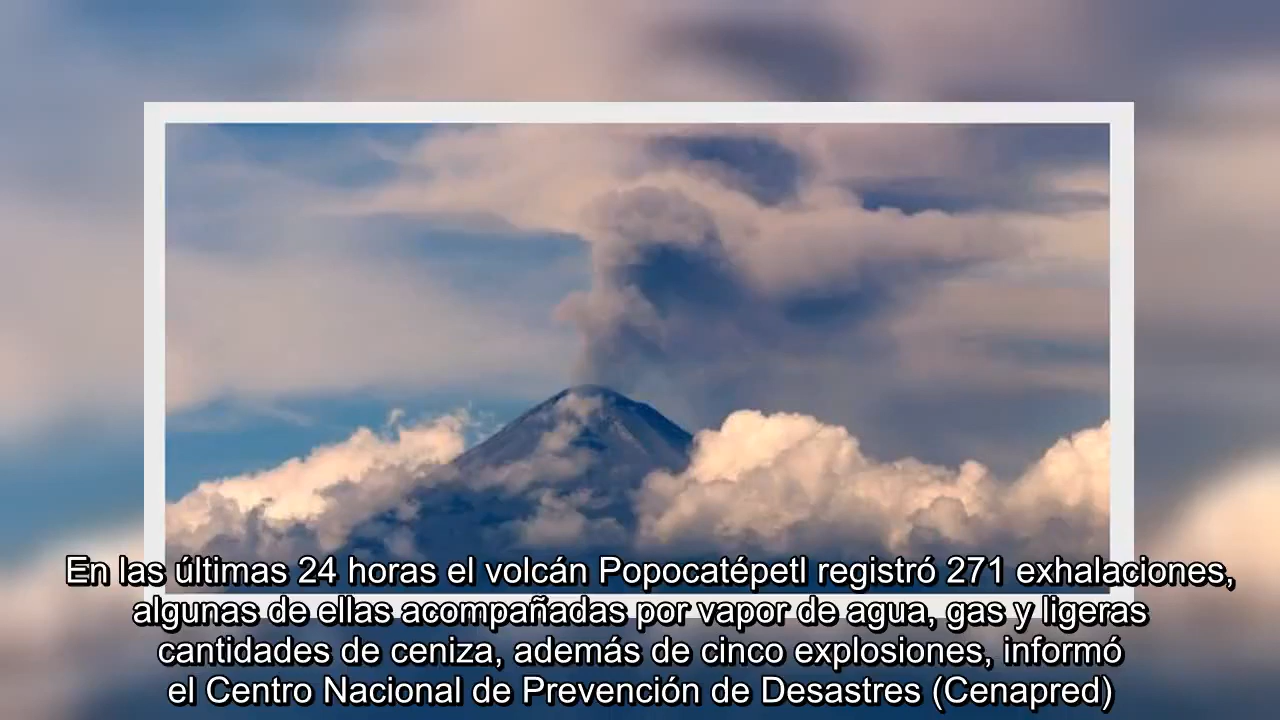 En las últimas 24 horas el volcán Popocatépetl registró 271 exhalaciones,
algunas de ellas acompañadas por vapor de agua, gas y ligeras
cantidades de ceniza, además de cinco explosiones, informó
el Centro Nacional de Prevención de Desastres (Cenapred)